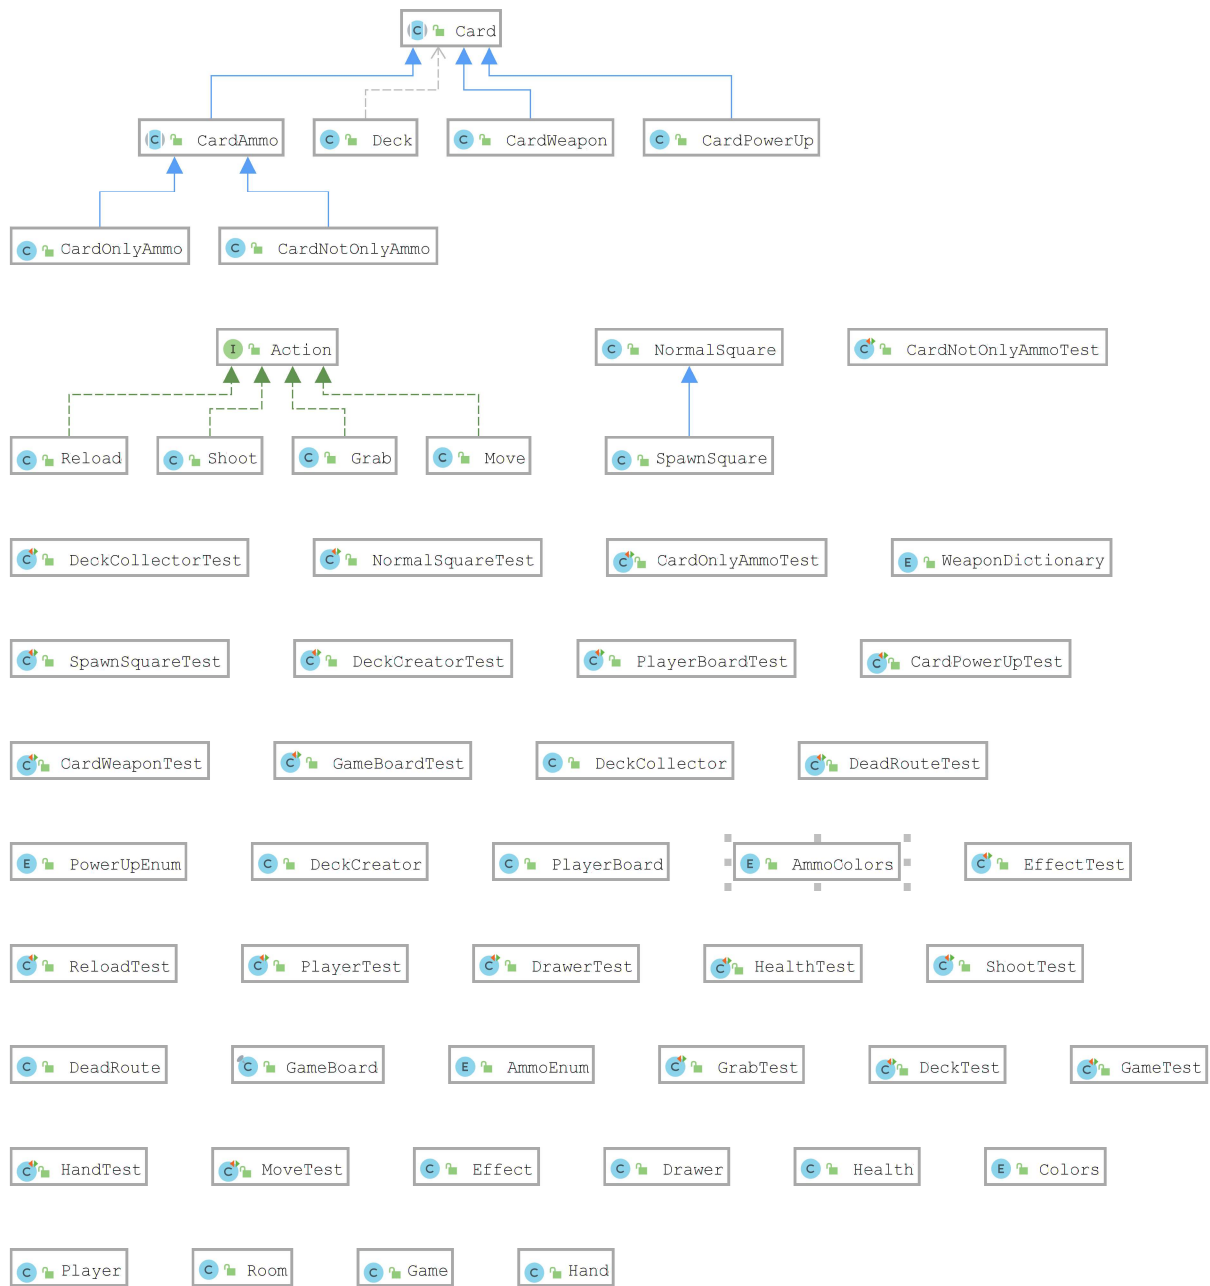 Card
CardAmmo Deck CardWeapon CardPowerUp
CardOnlyAmmo CardNotOnlyAmmo
Action NormalSquare CardNotOnlyAmmoTest
Reload Shoot Grab Move SpawnSquare
DeckCollectorTest NormalSquareTest CardOnlyAmmoTest WeaponDictionary
SpawnSquareTest DeckCreatorTest PlayerBoardTest CardPowerUpTest
CardWeaponTest GameBoardTest DeckCollector DeadRouteTest
PowerUpEnum DeckCreator PlayerBoard AmmoColors EffectTest
ReloadTest PlayerTest DrawerTest HealthTest ShootTest
DeadRoute GameBoard AmmoEnum GrabTest DeckTest GameTest
HandTest MoveTest Effect Drawer Health Colors
Player Room Game Hand